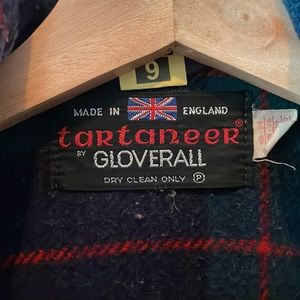 9
MADE IN ENGLAND
tartaneer®
BY GLOVERALL
DRY CLEAN ONLY Ⓟ